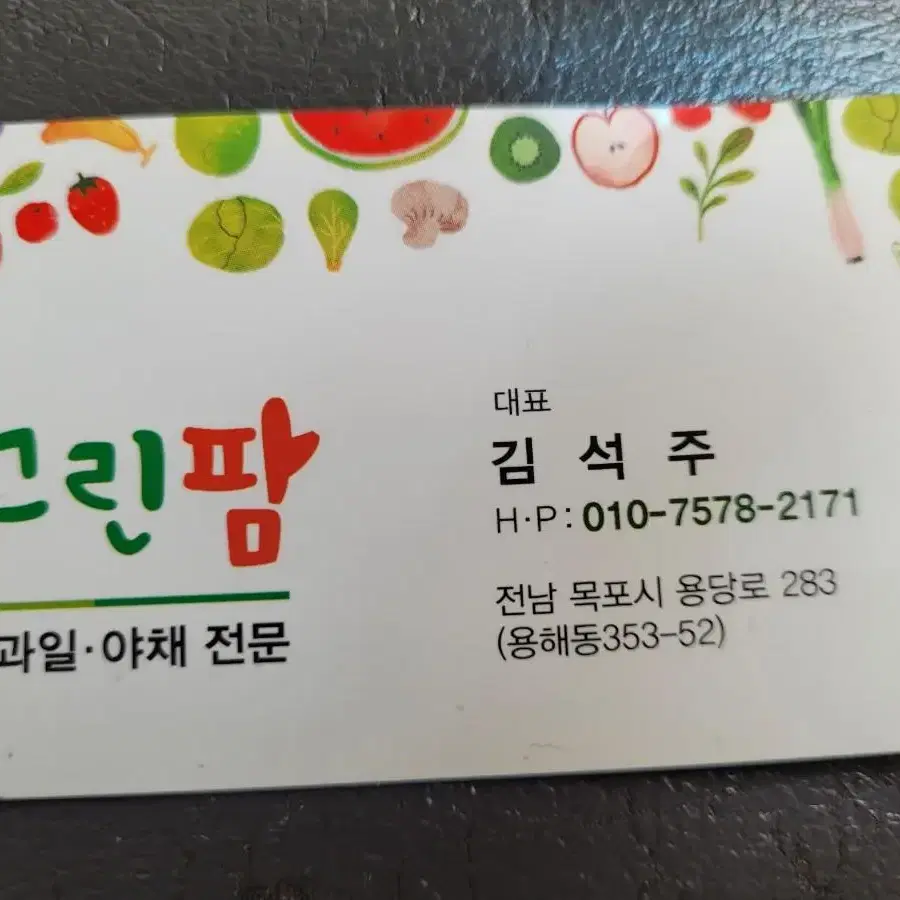 그린팜
과일·야채 전문
대표
김 석 주
H·P: 010-7578-2171
전남 목포시 용당로 283
(용해동353-52)